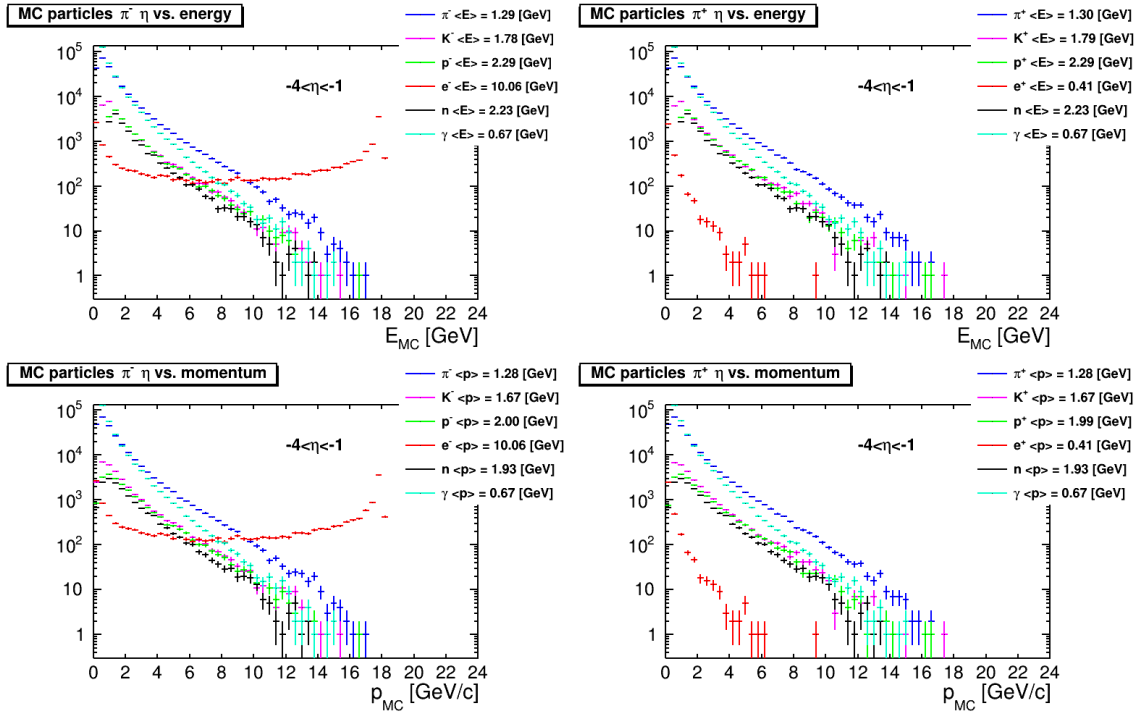 MC particles π⁻ η vs. energy
π⁻ <E> = 1.29 [GeV]
K⁻ <E> = 1.78 [GeV]
p⁻ <E> = 2.29 [GeV]
e⁻ <E> = 10.06 [GeV]
n <E> = 2.23 [GeV]
γ <E> = 0.67 [GeV]
-4<η<-1
10⁵
10⁴
10³
10²
10
1
0 2 4 6 8 10 12 14 16 18 20 22 24
E_MC [GeV]
MC particles π⁺ η vs. energy
π⁺ <E> = 1.30 [GeV]
K⁺ <E> = 1.79 [GeV]
p⁺ <E> = 2.29 [GeV]
e⁺ <E> = 0.41 [GeV]
n <E> = 2.23 [GeV]
γ <E> = 0.67 [GeV]
-4<η<-1
10⁵
10⁴
10³
10²
10
1
0 2 4 6 8 10 12 14 16 18 20 22 24
E_MC [GeV]
MC particles π⁻ η vs. momentum
π⁻ <p> = 1.28 [GeV]
K⁻ <p> = 1.67 [GeV]
p⁻ <p> = 2.00 [GeV]
e⁻ <p> = 10.06 [GeV]
n <p> = 1.93 [GeV]
γ <p> = 0.67 [GeV]
-4<η<-1
10⁵
10⁴
10³
10²
10
1
0 2 4 6 8 10 12 14 16 18 20 22 24
p_MC [GeV/c]
MC particles π⁺ η vs. momentum
π⁺ <p> = 1.28 [GeV]
K⁺ <p> = 1.67 [GeV]
p⁺ <p> = 1.99 [GeV]
e⁺ <p> = 0.41 [GeV]
n <p> = 1.93 [GeV]
γ <p> = 0.67 [GeV]
-4<η<-1
10⁵
10⁴
10³
10²
10
1
0 2 4 6 8 10 12 14 16 18 20 22 24
p_MC [GeV/c]